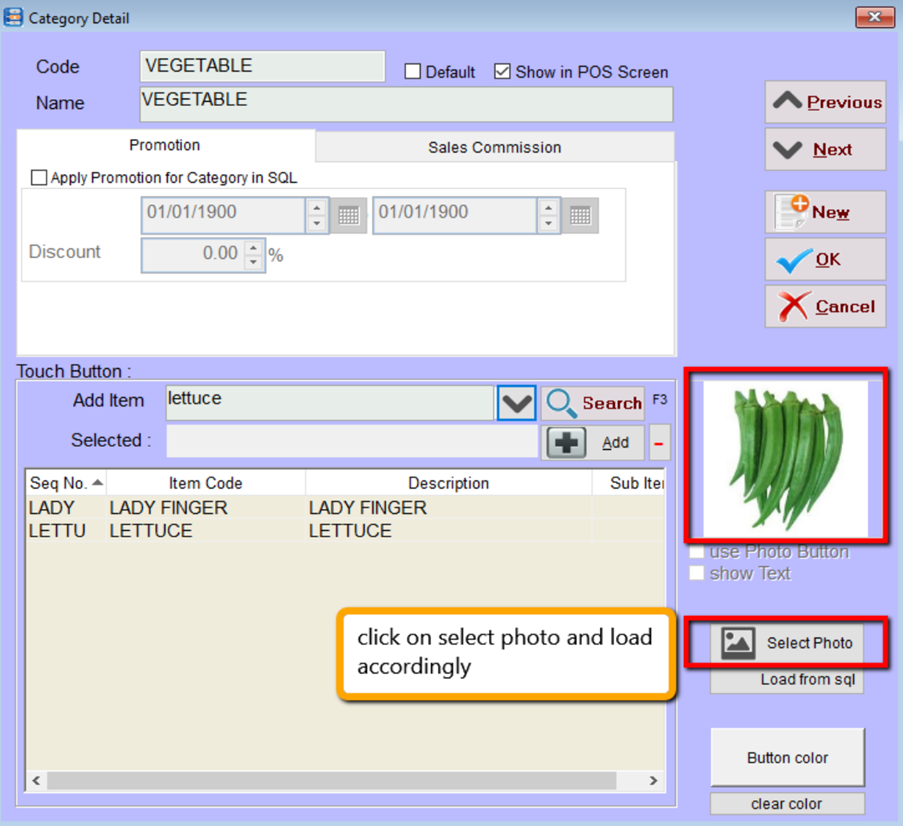 Category Detail
Code
VEGETABLE
Default
Show in POS Screen
Name
VEGETABLE
Previous
Next
New
OK
Cancel
Promotion
Sales Commission
Apply Promotion for Category in SQL
01/01/1900
01/01/1900
Discount
0.00
%
Touch Button :
Add Item
lettuce
Search
F3
Selected :
Add
Seq No.
Item Code
Description
Sub Iter
LADY
LADY FINGER
LADY FINGER
LETTU
LETTUCE
LETTUCE
use Photo Button
show Text
click on select photo and load
accordingly
Select Photo
Load from sql
Button color
clear color